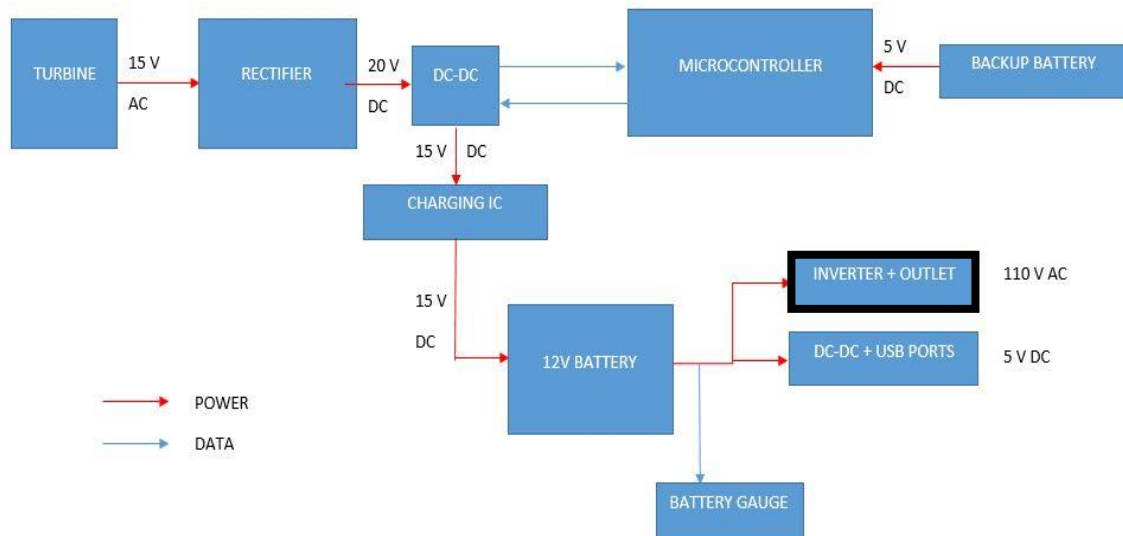 TURBINE
15 V
AC
RECTIFIER
20 V
DC
DC-DC
MICROCONTROLLER
5 V
DC
BACKUP BATTERY
15 V
DC
CHARGING IC
15 V
DC
12V BATTERY
INVERTER + OUTLET
110 V AC
DC-DC + USB PORTS
5 V DC
POWER
DATA
BATTERY GAUGE